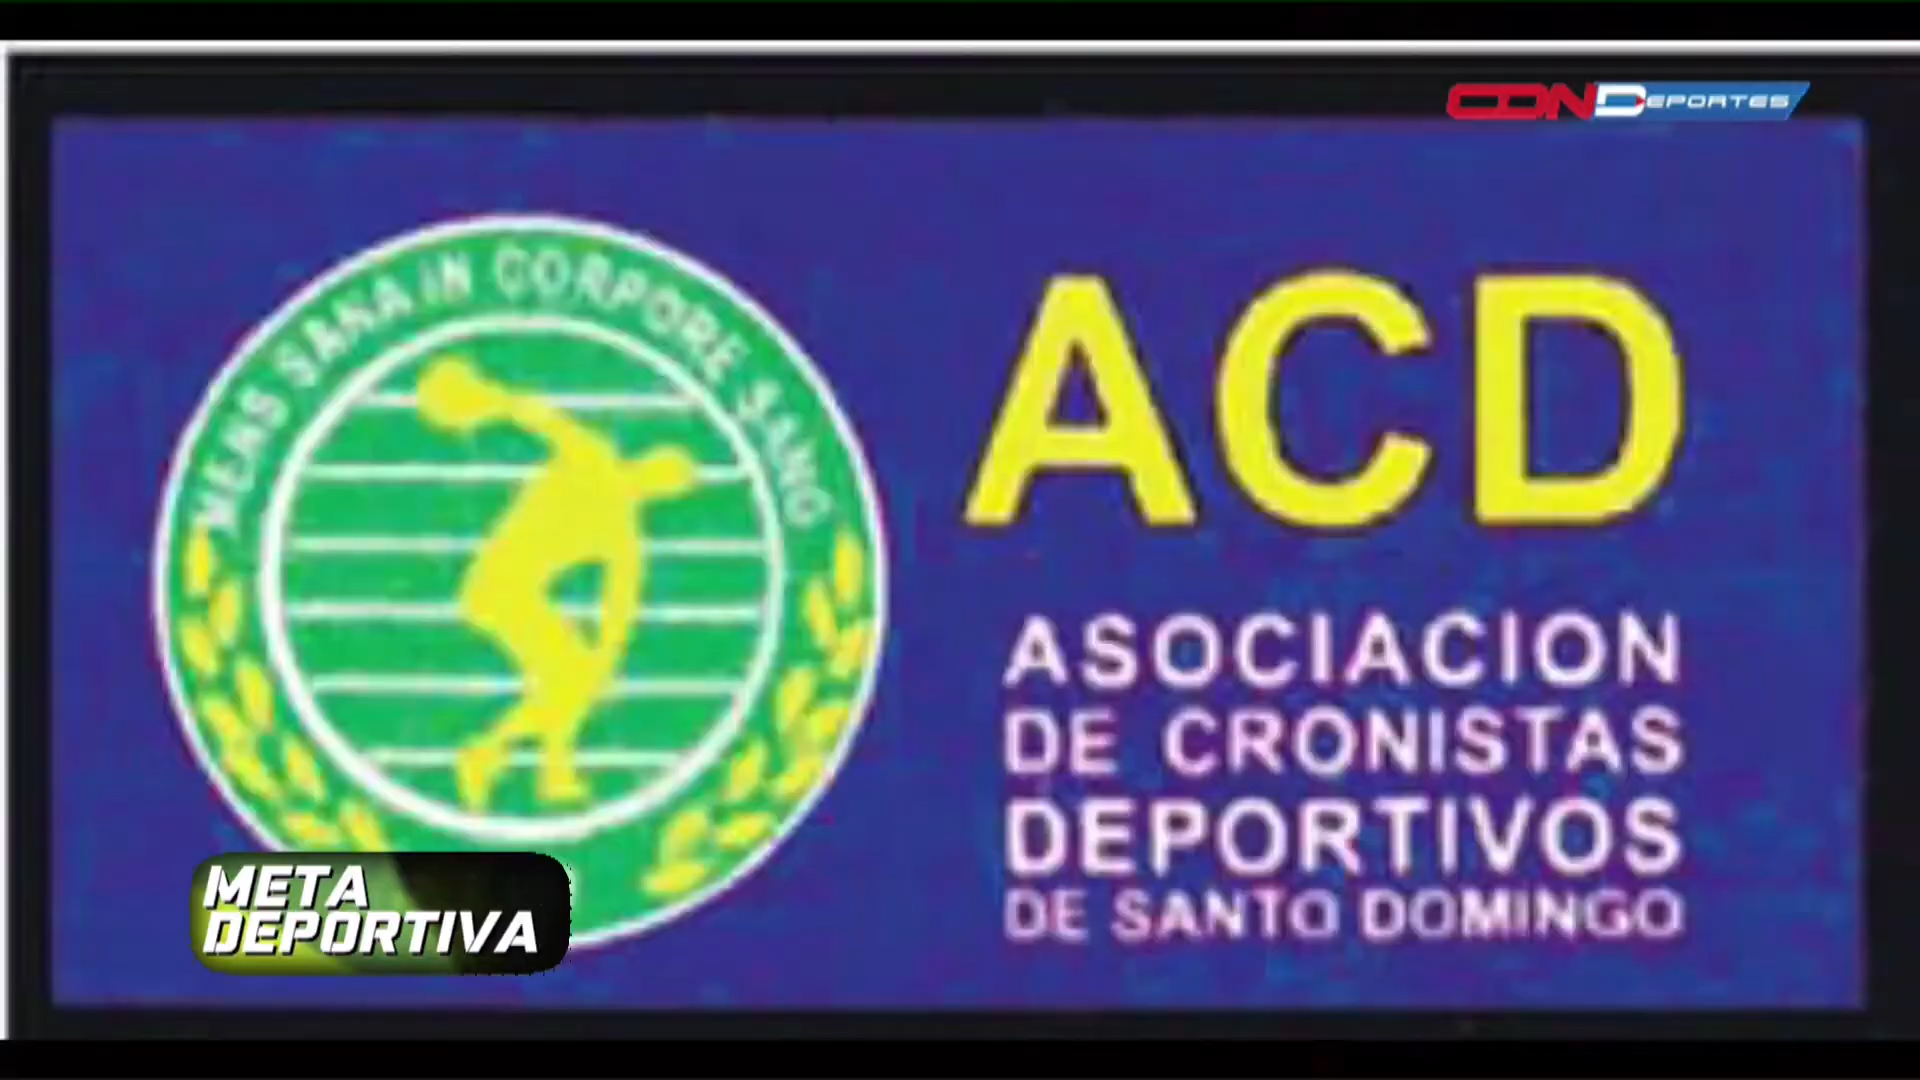 CDN DEPORTES
MENS SANA iN CORPORE SANO
ACD
ASOCIACION
DE CRONISTAS
DEPORTIVOS
DE SANTO DOMINGO
META
DEPORTIVA